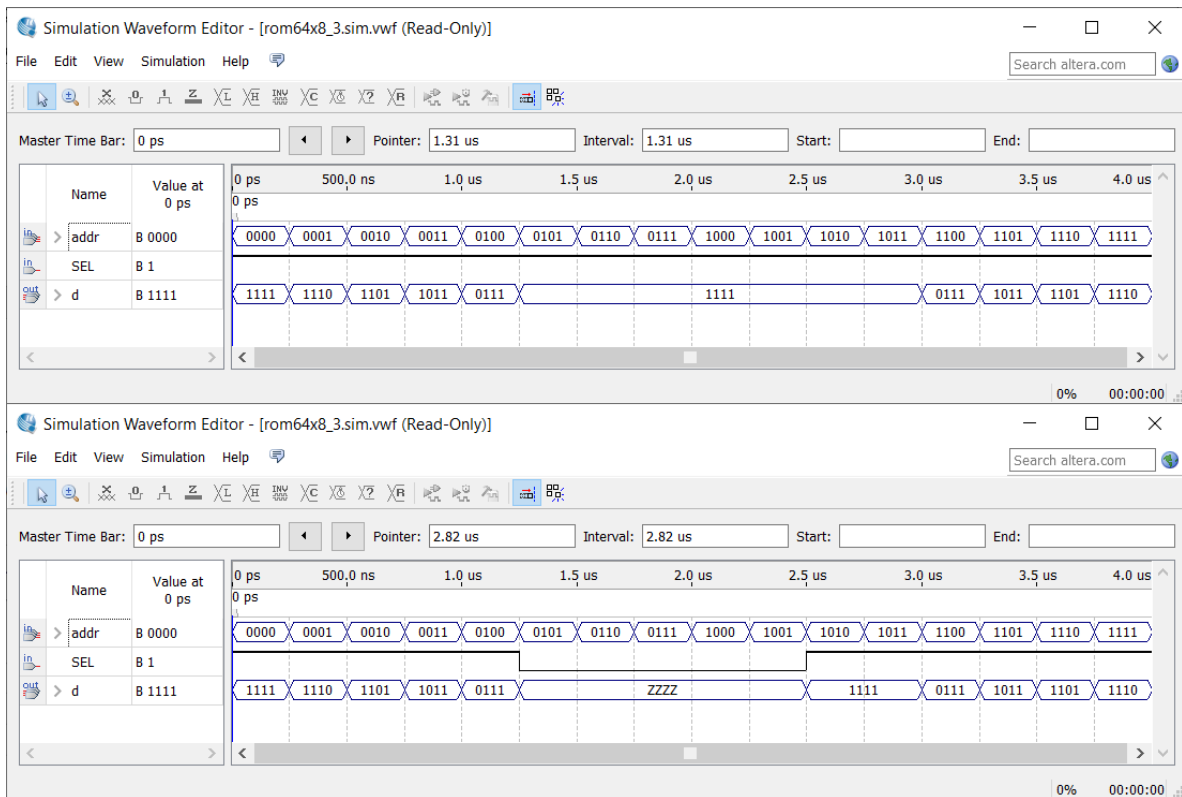 Simulation Waveform Editor - [rom64x8_3.sim.vwf (Read-Only)]
File Edit View Simulation Help Search altera.com
Master Time Bar: 0 ps Pointer: 1.31 us Interval: 1.31 us Start: End:
Name Value at 0 ps
0 ps 500.0 ns 1.0 us 1.5 us 2.0 us 2.5 us 3.0 us 3.5 us 4.0 us
0 ps
in > addr B 0000 0000 0001 0010 0011 0100 0101 0110 0111 1000 1001 1010 1011 1100 1101 1110 1111
in SEL B 1
out > d B 1111 1111 1110 1101 1011 0111 1111 0111 1011 1101 1110
0% 00:00:00
Simulation Waveform Editor - [rom64x8_3.sim.vwf (Read-Only)]
File Edit View Simulation Help Search altera.com
Master Time Bar: 0 ps Pointer: 2.82 us Interval: 2.82 us Start: End:
Name Value at 0 ps
0 ps 500.0 ns 1.0 us 1.5 us 2.0 us 2.5 us 3.0 us 3.5 us 4.0 us
0 ps
in > addr B 0000 0000 0001 0010 0011 0100 0101 0110 0111 1000 1001 1010 1011 1100 1101 1110 1111
in SEL B 1
out > d B 1111 1111 1110 1101 1011 0111 ZZZZ 1111 0111 1011 1101 1110
0% 00:00:00